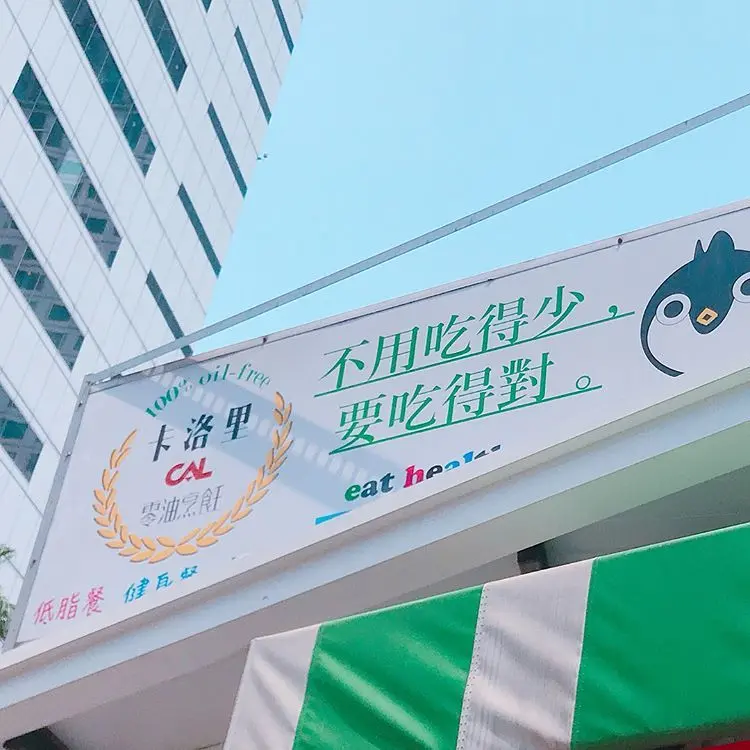 100% oil-free
卡洛里
CAL
零油烹飪
低脂餐
不用吃得少，
要吃得對。
eat